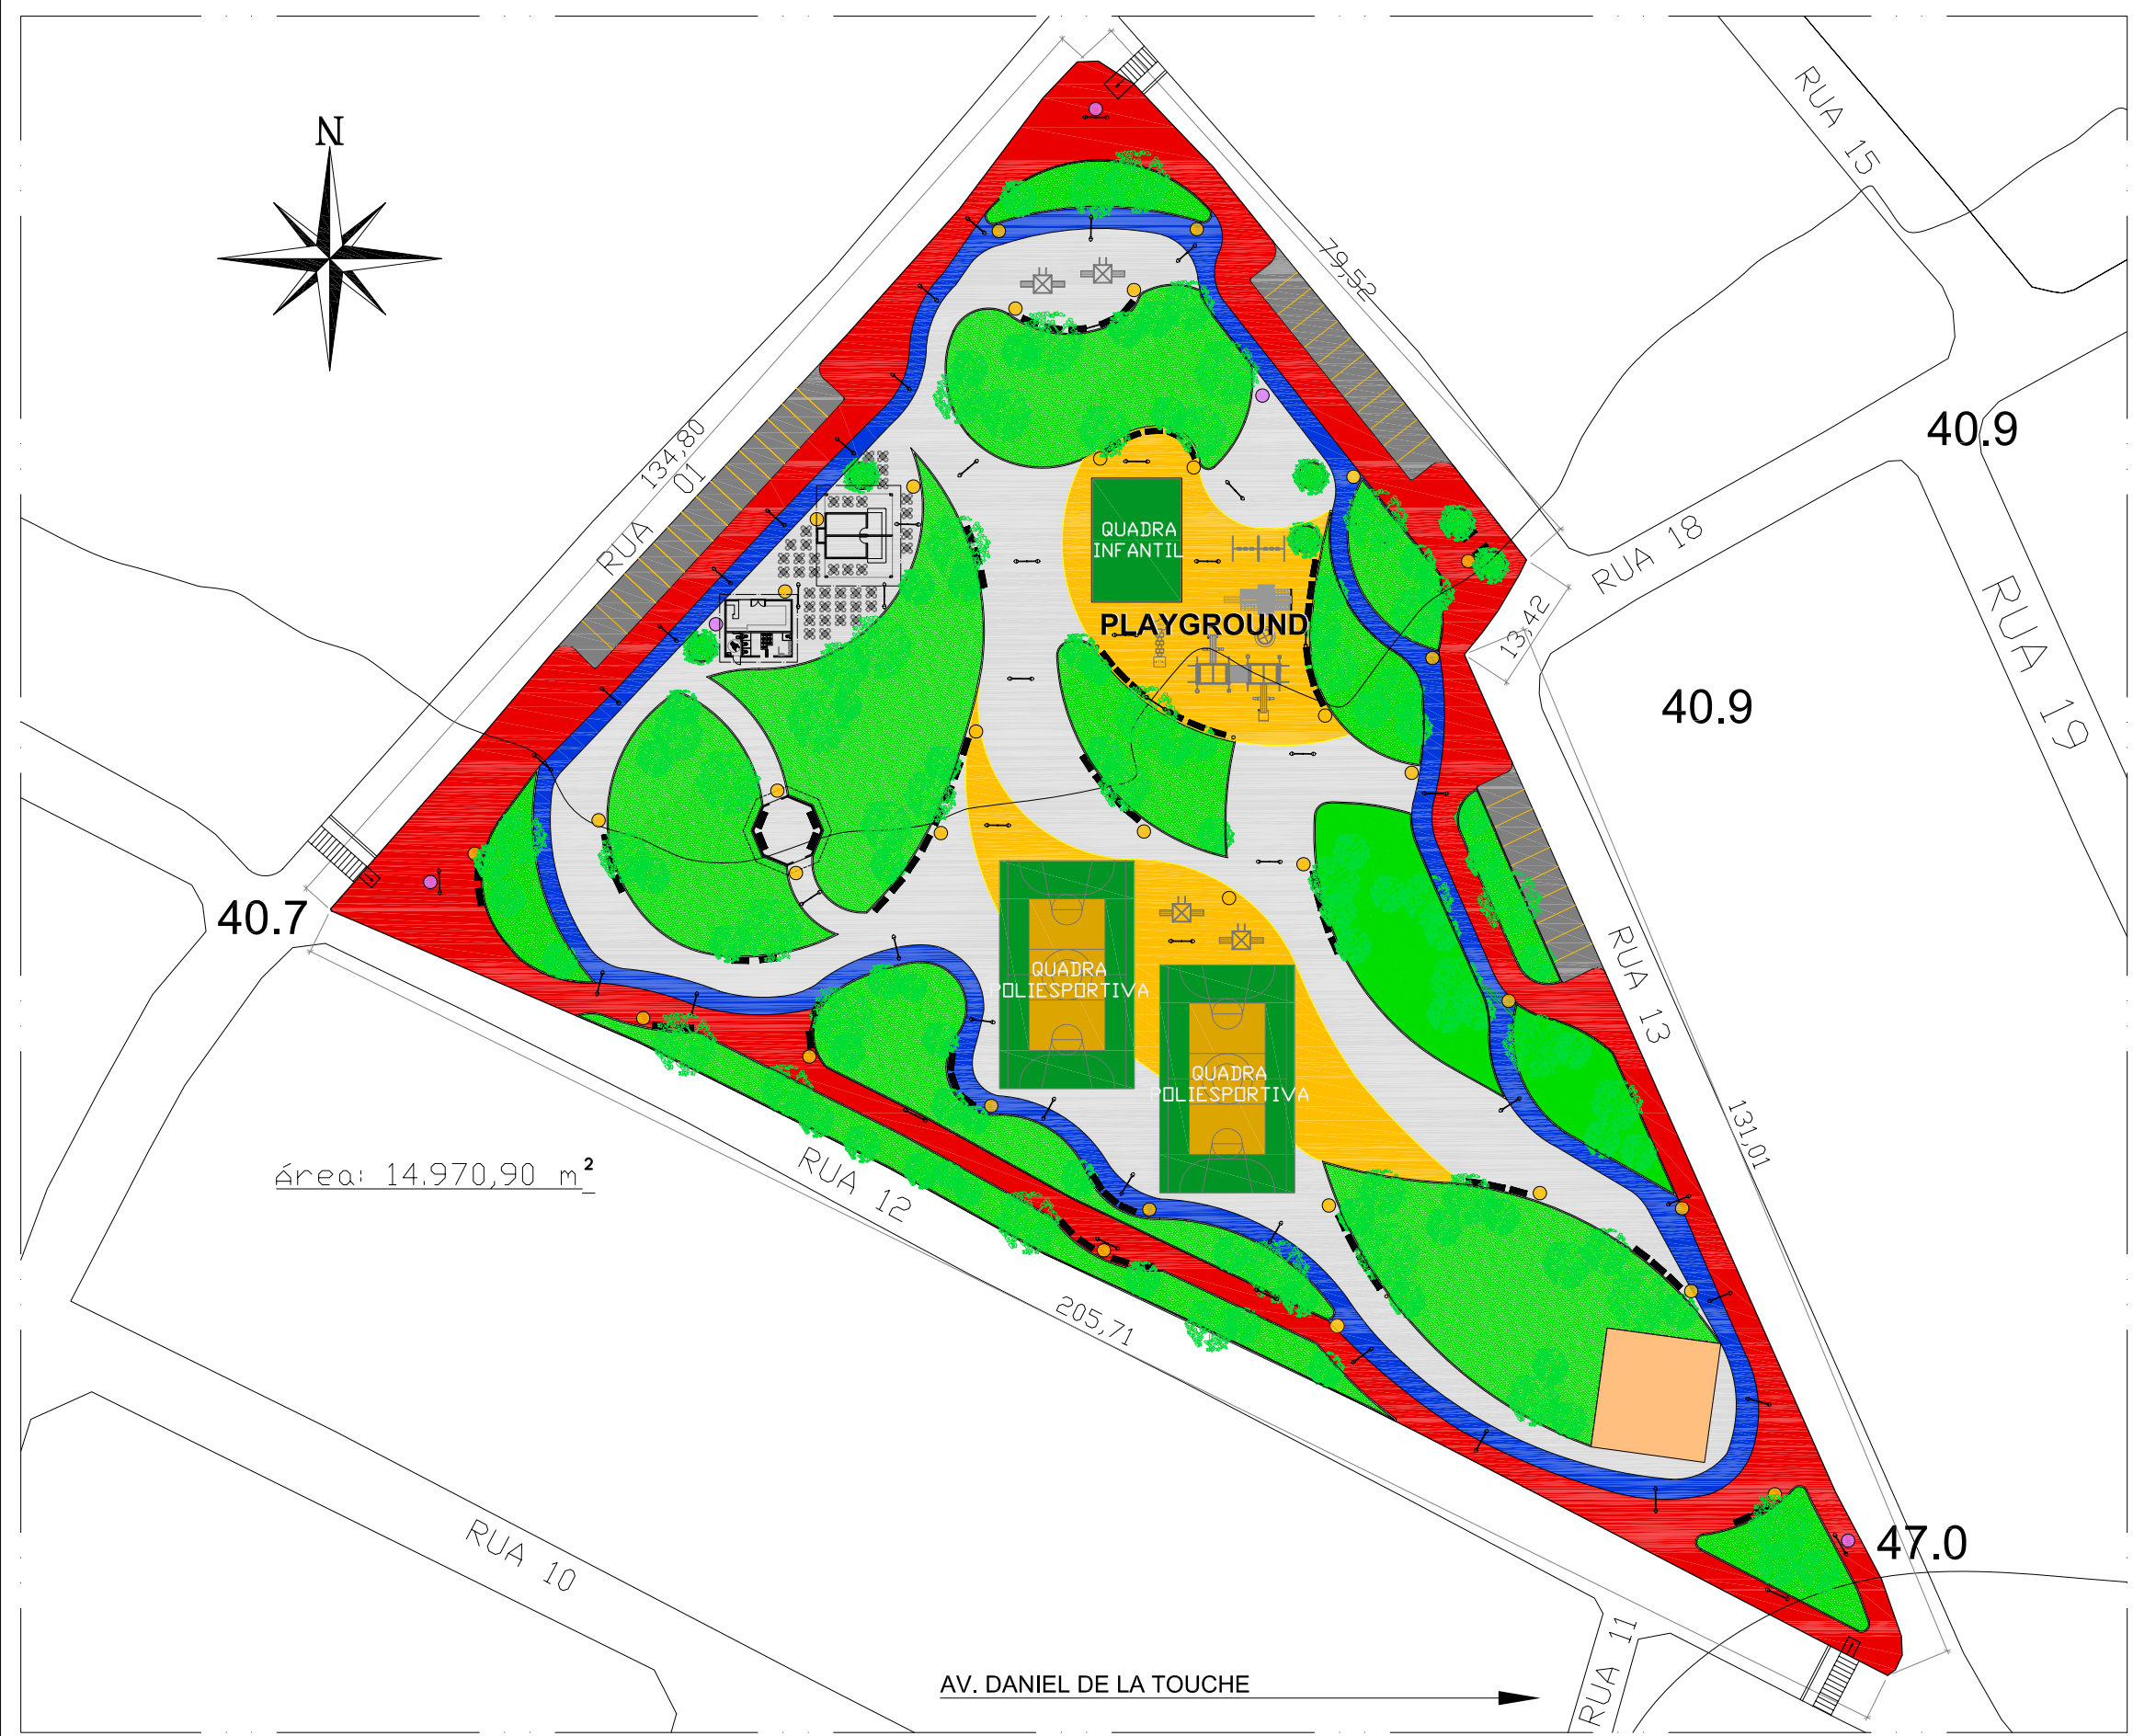 N
RUA 15
79,52
134,80
RUA 01
40.9
QUADRA
INFANTIL
RUA 18
PLAYGROUND
13,42
RUA 19
40.9
40.7
QUADRA
POLIESPORTIVA
RUA 13
QUADRA
POLIESPORTIVA
131,01
área: 14.970,90 m²
RUA 12
205,71
RUA 10
47.0
RUA 11
AV. DANIEL DE LA TOUCHE